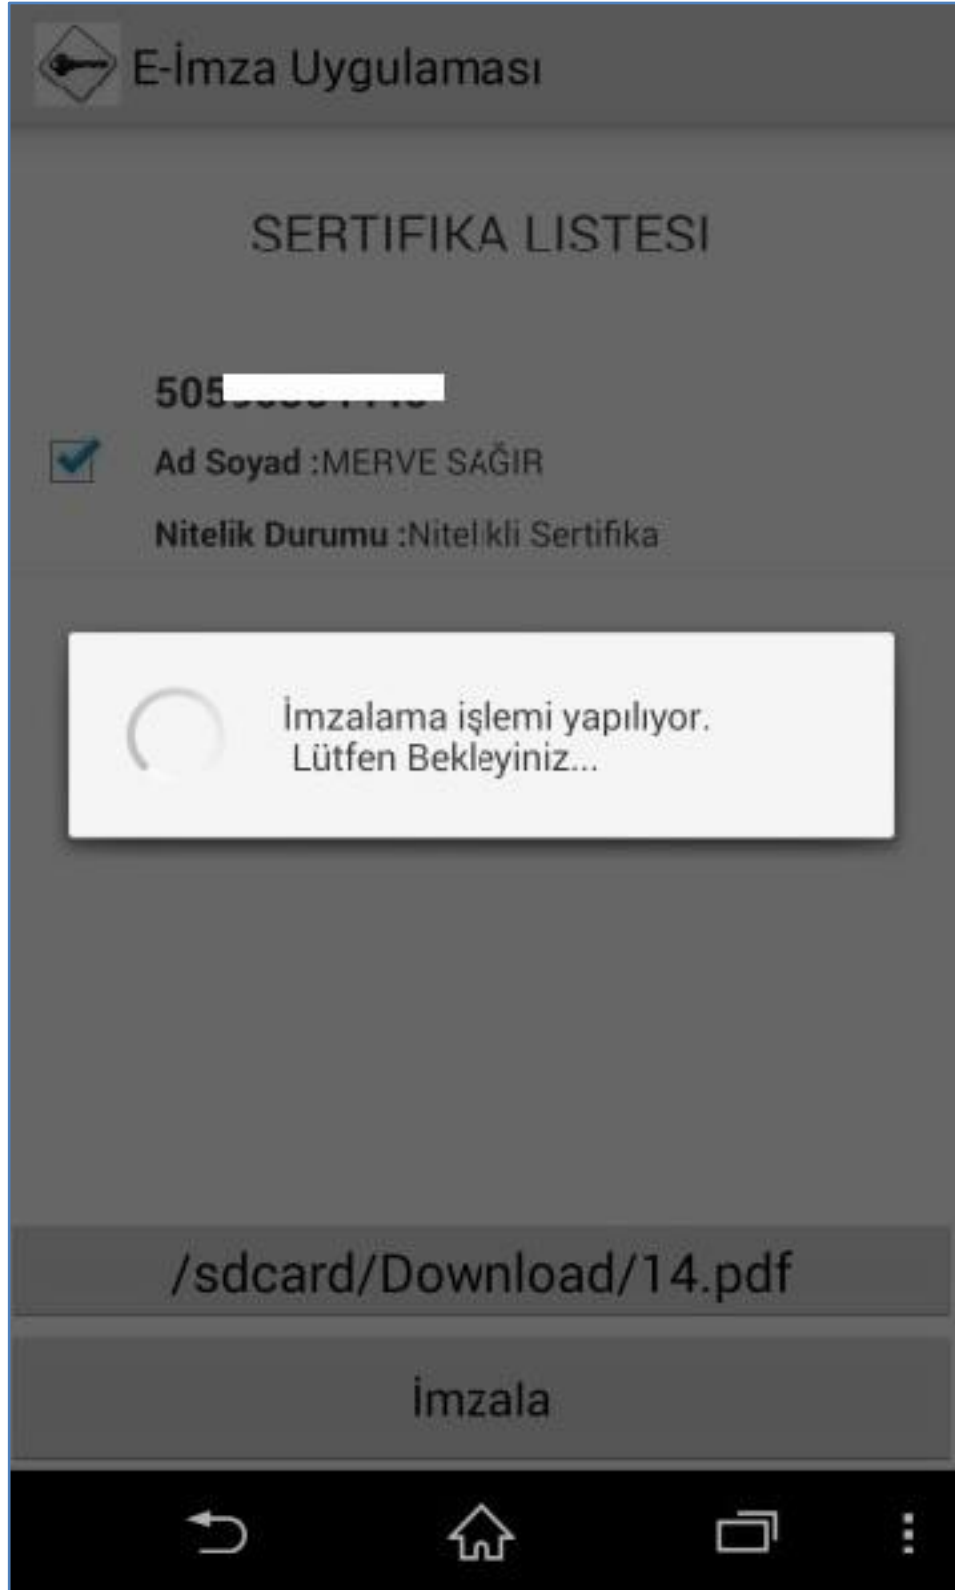 E-İmza Uygulaması
SERTIFIKA LISTESI
505
Ad Soyad :MERVE SAĞIR
Nitelik Durumu :Nitelikli Sertifika
İmzalama işlemi yapılıyor.
Lütfen Bekleyiniz...
/sdcard/Download/14.pdf
İmzala